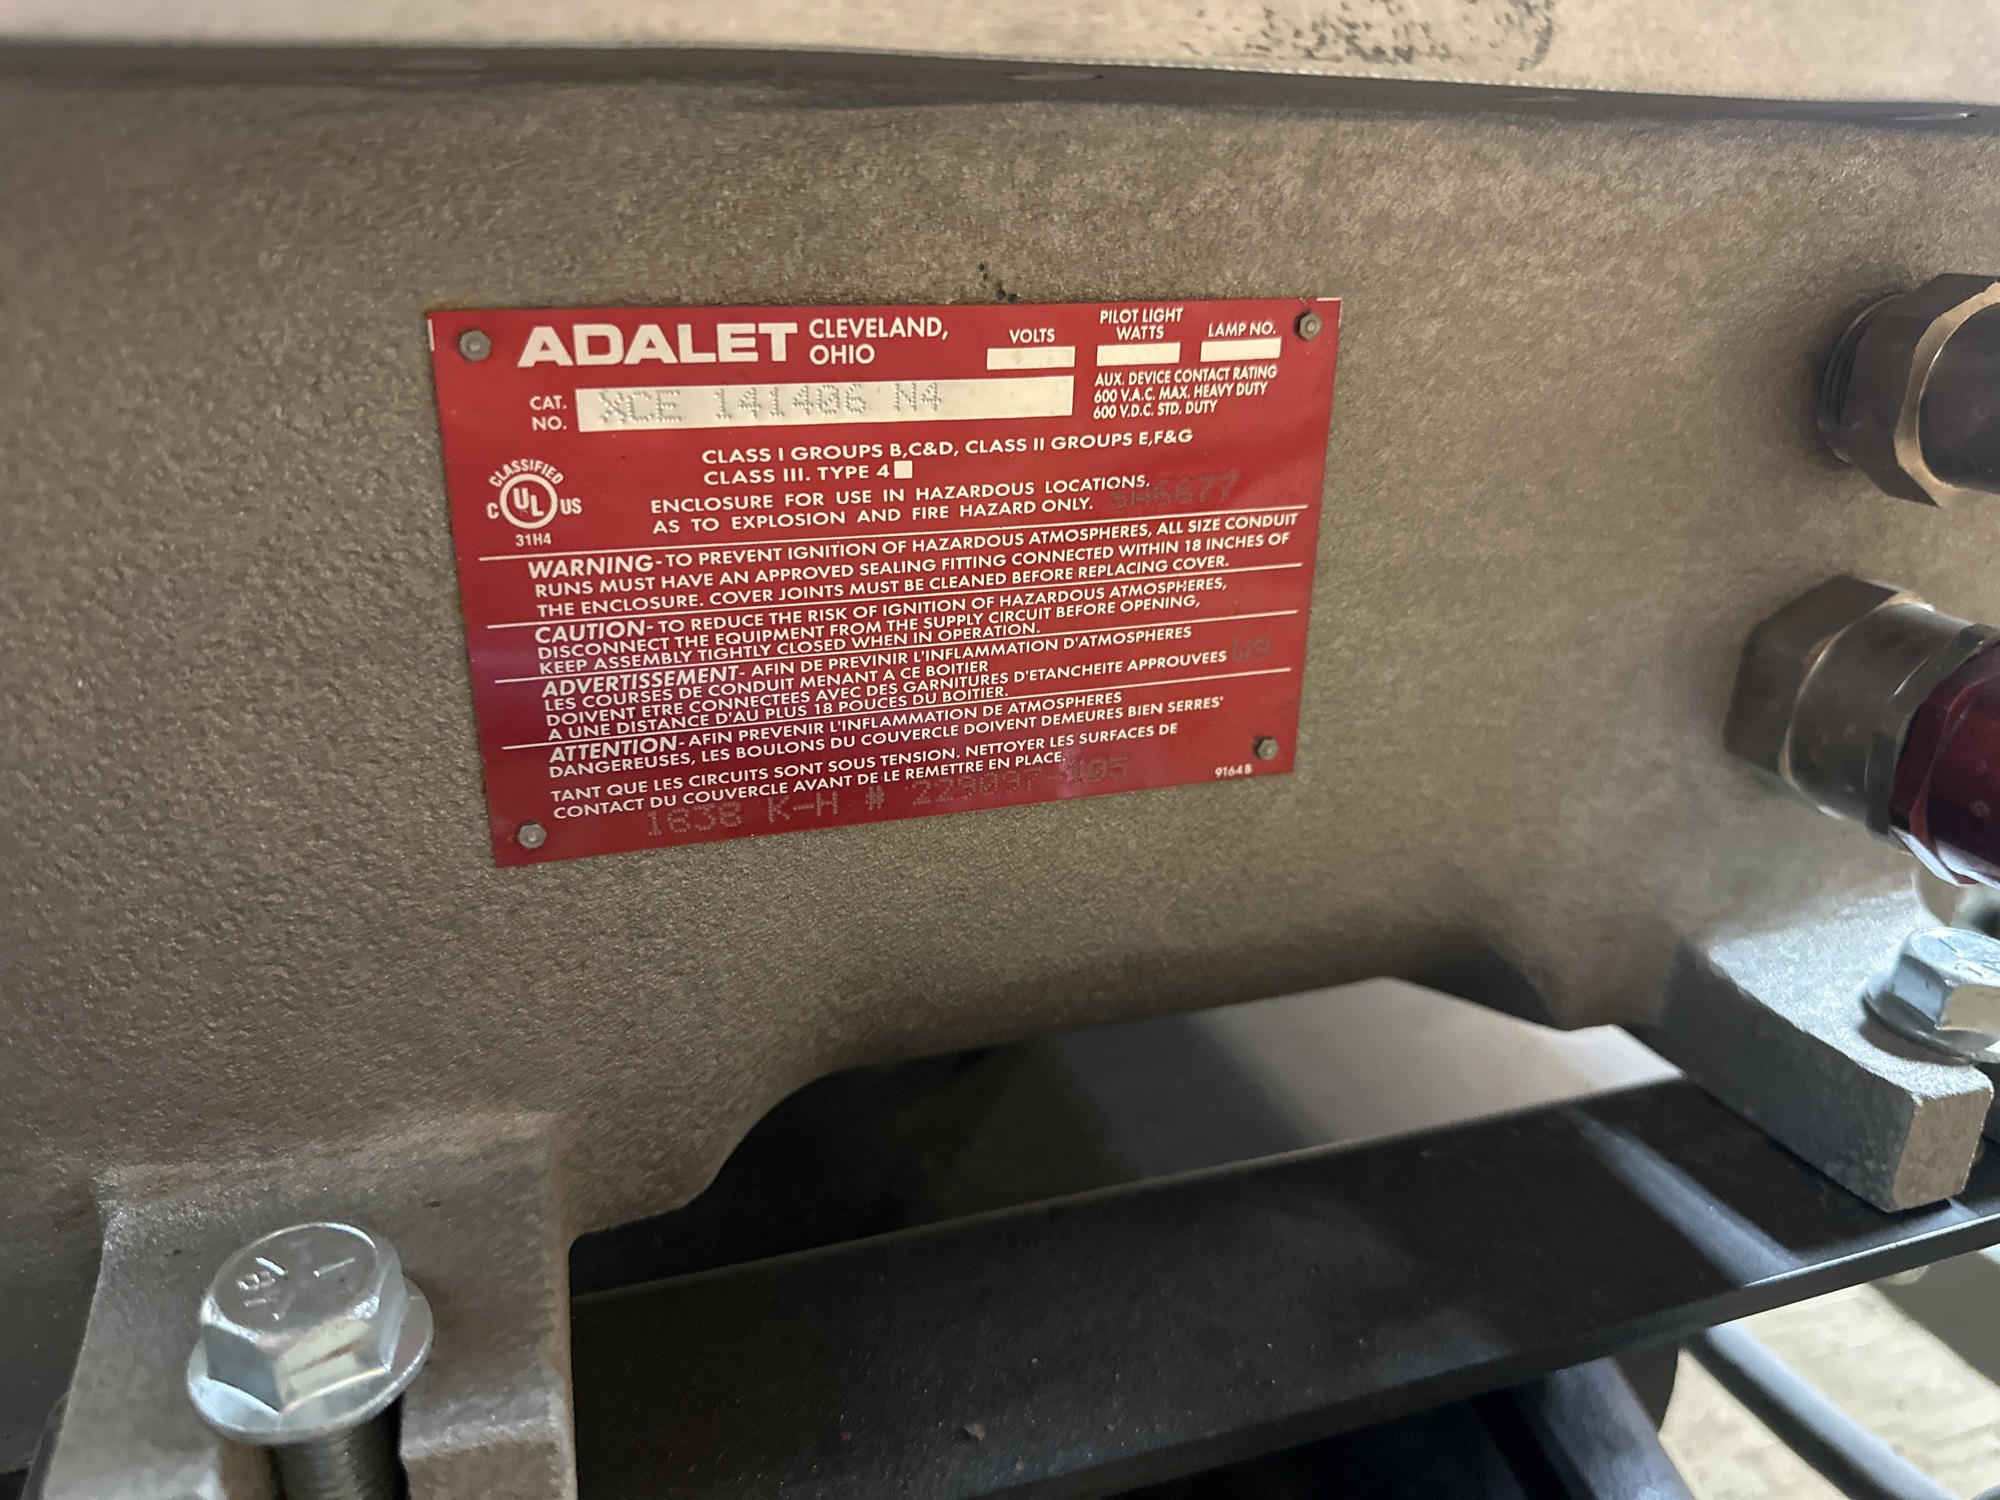 ADALET CLEVELAND, OHIO
VOLTS
PILOT LIGHT WATTS
LAMP NO.
CAT. NO. XCE 141406 N4
AUX. DEVICE CONTACT RATING
600 V.A.C. MAX. HEAVY DUTY
600 V.D.C. STD. DUTY
CLASS I GROUPS B,C&D, CLASS II GROUPS E,F&G
CLASS III. TYPE 4
CLASSIFIED
C UL US
31H4
ENCLOSURE FOR USE IN HAZARDOUS LOCATIONS.
AS TO EXPLOSION AND FIRE HAZARD ONLY.
WARNING-TO PREVENT IGNITION OF HAZARDOUS ATMOSPHERES, ALL SIZE CONDUIT
RUNS MUST HAVE AN APPROVED SEALING FITTING CONNECTED WITHIN 18 INCHES OF
THE ENCLOSURE. COVER JOINTS MUST BE CLEANED BEFORE REPLACING COVER.
CAUTION-TO REDUCE THE RISK OF IGNITION OF HAZARDOUS ATMOSPHERES,
DISCONNECT THE EQUIPMENT FROM THE SUPPLY CIRCUIT BEFORE OPENING,
KEEP ASSEMBLY TIGHTLY CLOSED WHEN IN OPERATION.
ADVERTISSEMENT- AFIN DE PREVINIR L'INFLAMMATION D'ATMOSPHERES
LES COURSES DE CONDUIT MENANT A CE BOITIER
DOIVENT ETRE CONNECTEES AVEC DES GARNITURES D'ETANCHEITE APPROUVEES
A UNE DISTANCE D'AU PLUS 18 POUCES DU BOITIER.
ATTENTION-AFIN PREVENIR L'INFLAMMATION DE ATMOSPHERES
DANGEREUSES, LES BOULONS DU COUVERCLE DOIVENT DEMEURES BIEN SERRES'
TANT QUE LES CIRCUITS SONT SOUS TENSION. NETTOYER LES SURFACES DE
CONTACT DU COUVERCLE AVANT DE LE REMETTRE EN PLACE.
9164B
1838 K-H #